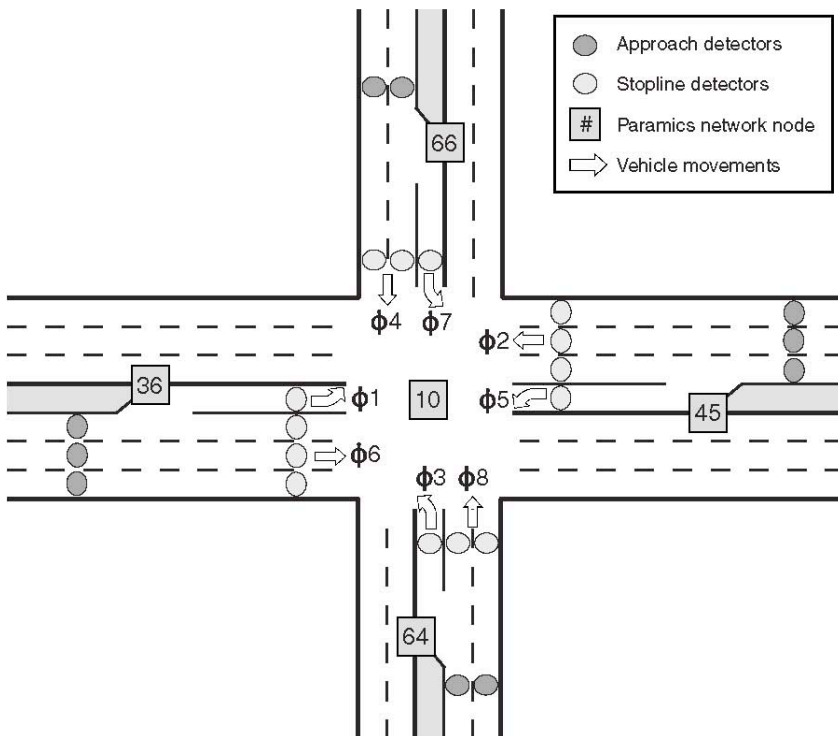 Approach detectors
Stopline detectors
# Paramics network node
Vehicle movements
66
ϕ4 ϕ7
ϕ2
36
ϕ1 10 ϕ5
45
ϕ6
ϕ3 ϕ8
64